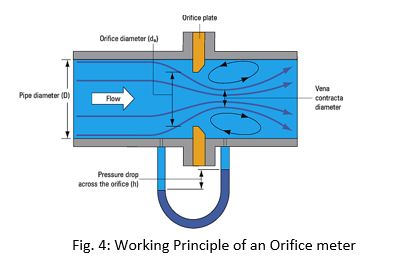 Orifice plate
Orifice diameter (dₒ)
Pipe diameter (D)
Flow
Vena
contracta
diameter
Pressure drop
across the orifice (h)
Fig. 4: Working Principle of an Orifice meter